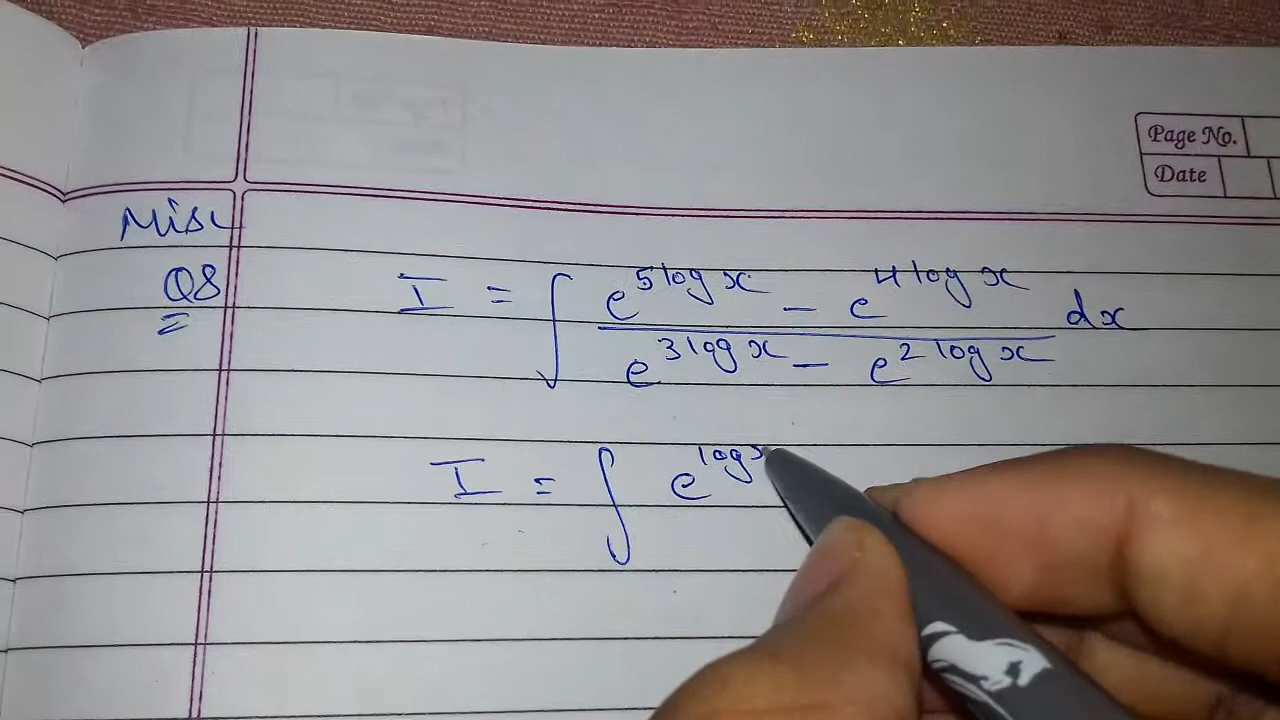 Page No.
Date
Misc
Q8
I = ∫ e^{5 log x} - e^{4 log x} / e^{3 log x} - e^{2 log x} dx
I = ∫ e^{log x